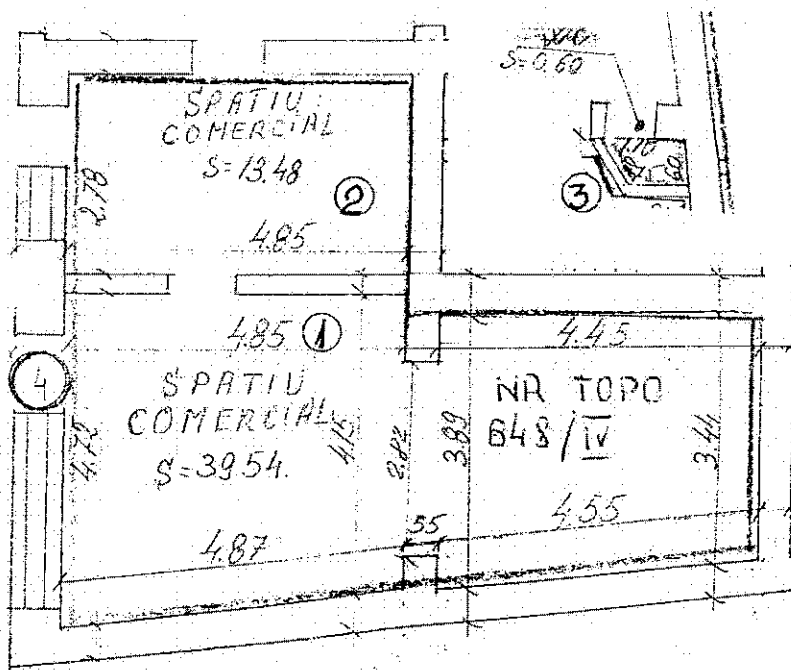 S=0.60
SPATIU
COMERCIAL
S=13.48
2
3
2.78
4.85
4.85
1
4.45
4
SPATIU
COMERCIAL
S=39.54.
NR TOPO
648/IV
4.72
4.15
2.82
3.89
3.44
55
4.55
4.87